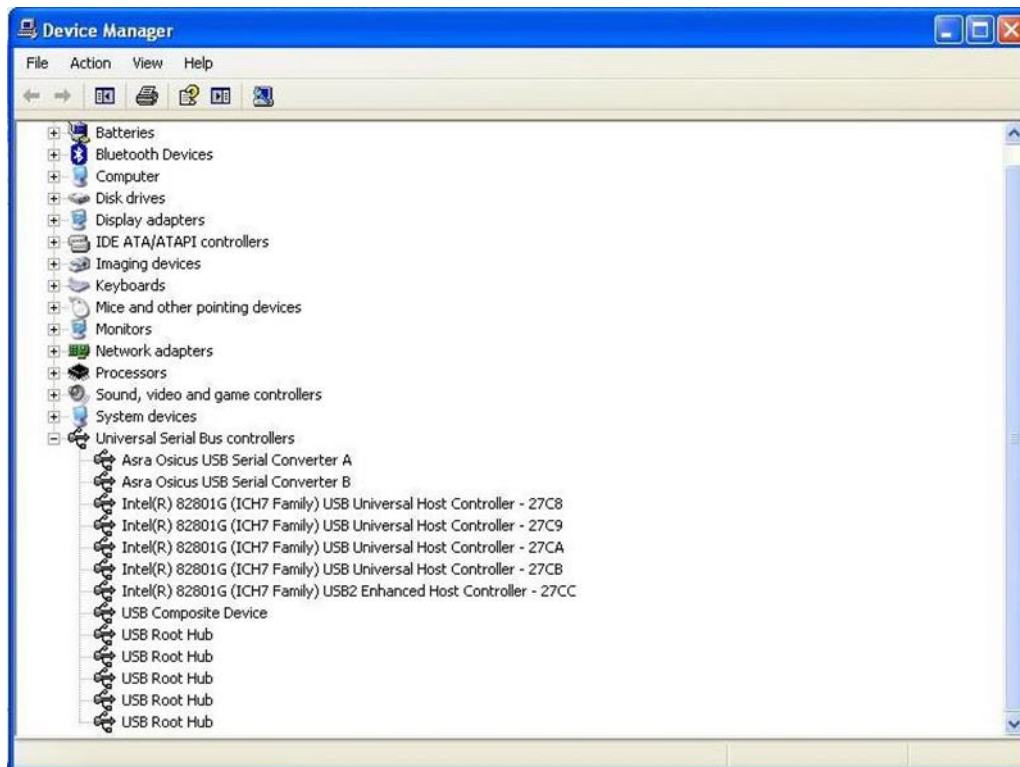 Device Manager
File Action View Help
Batteries
Bluetooth Devices
Computer
Disk drives
Display adapters
IDE ATA/ATAPI controllers
Imaging devices
Keyboards
Mice and other pointing devices
Monitors
Network adapters
Processors
Sound, video and game controllers
System devices
Universal Serial Bus controllers
Asra Osicus USB Serial Converter A
Asra Osicus USB Serial Converter B
Intel(R) 82801G (ICH7 Family) USB Universal Host Controller - 27C8
Intel(R) 82801G (ICH7 Family) USB Universal Host Controller - 27C9
Intel(R) 82801G (ICH7 Family) USB Universal Host Controller - 27CA
Intel(R) 82801G (ICH7 Family) USB Universal Host Controller - 27CB
Intel(R) 82801G (ICH7 Family) USB2 Enhanced Host Controller - 27CC
USB Composite Device
USB Root Hub
USB Root Hub
USB Root Hub
USB Root Hub
USB Root Hub